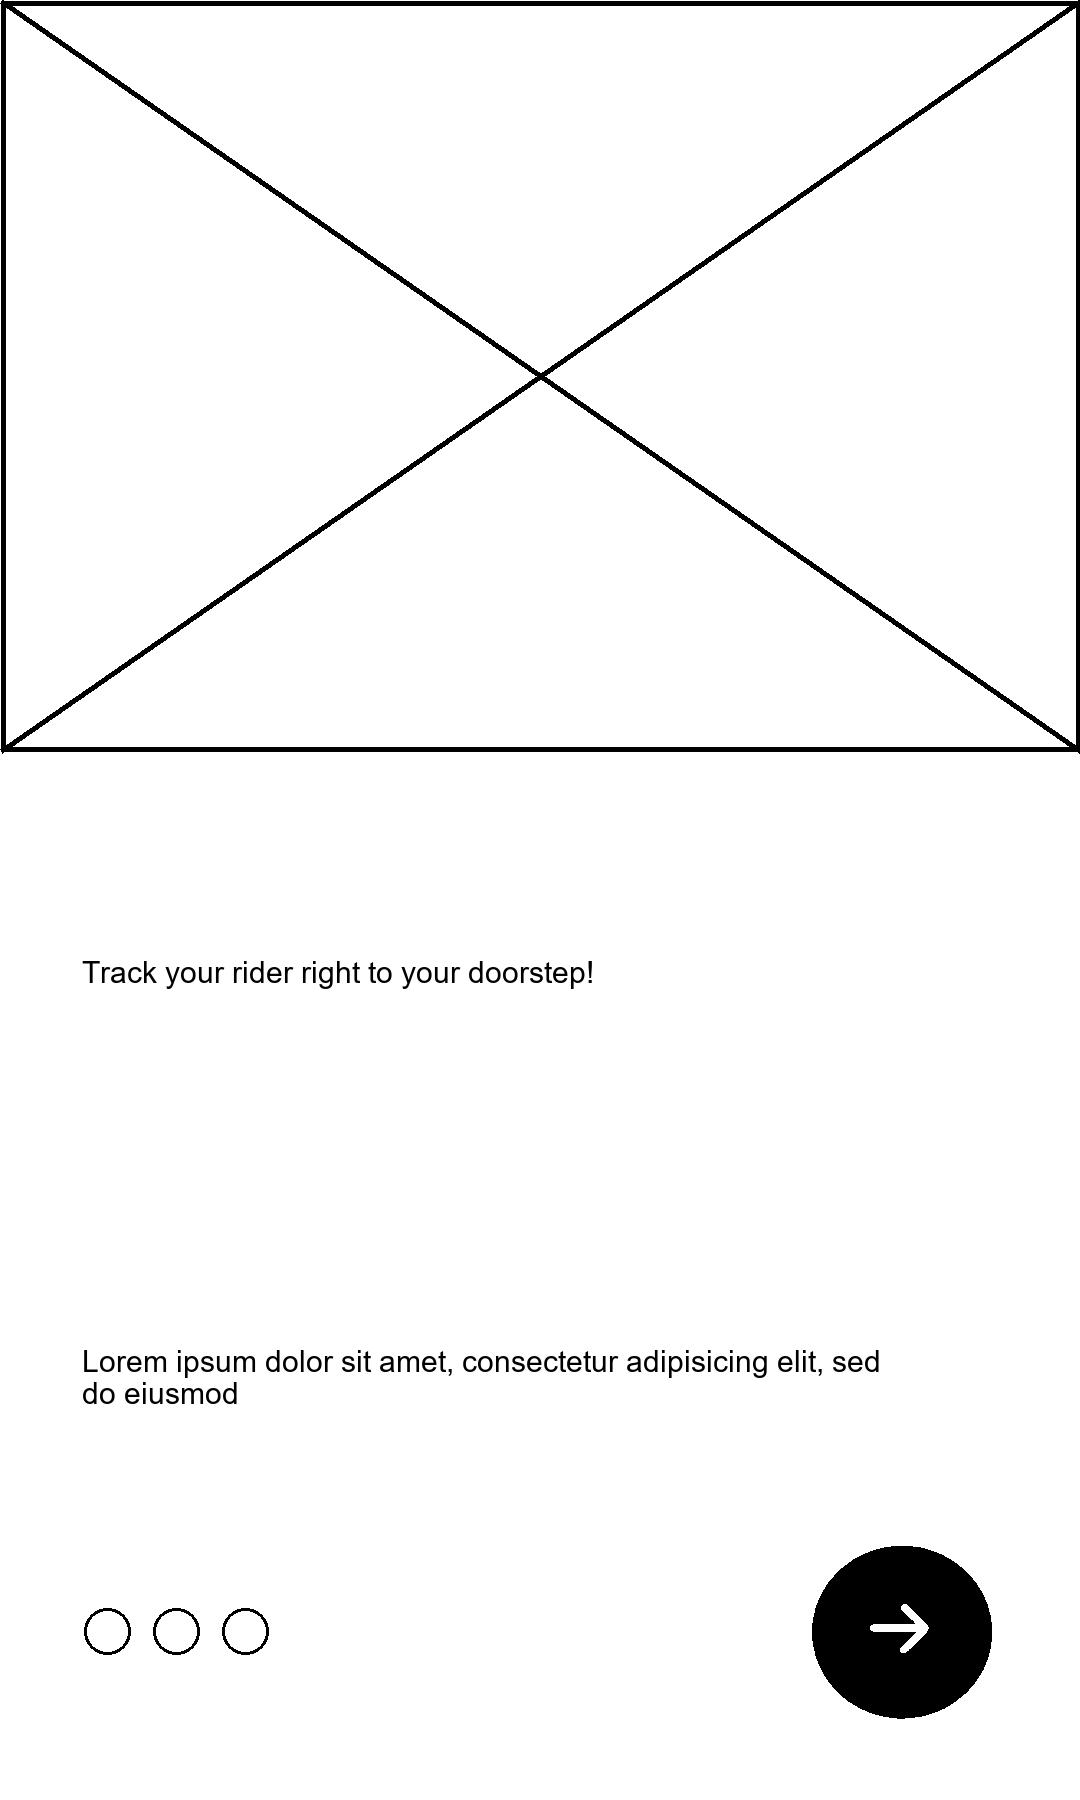 Track your rider right to your doorstep!
Lorem ipsum dolor sit amet, consectetur adipisicing elit, sed
do eiusmod